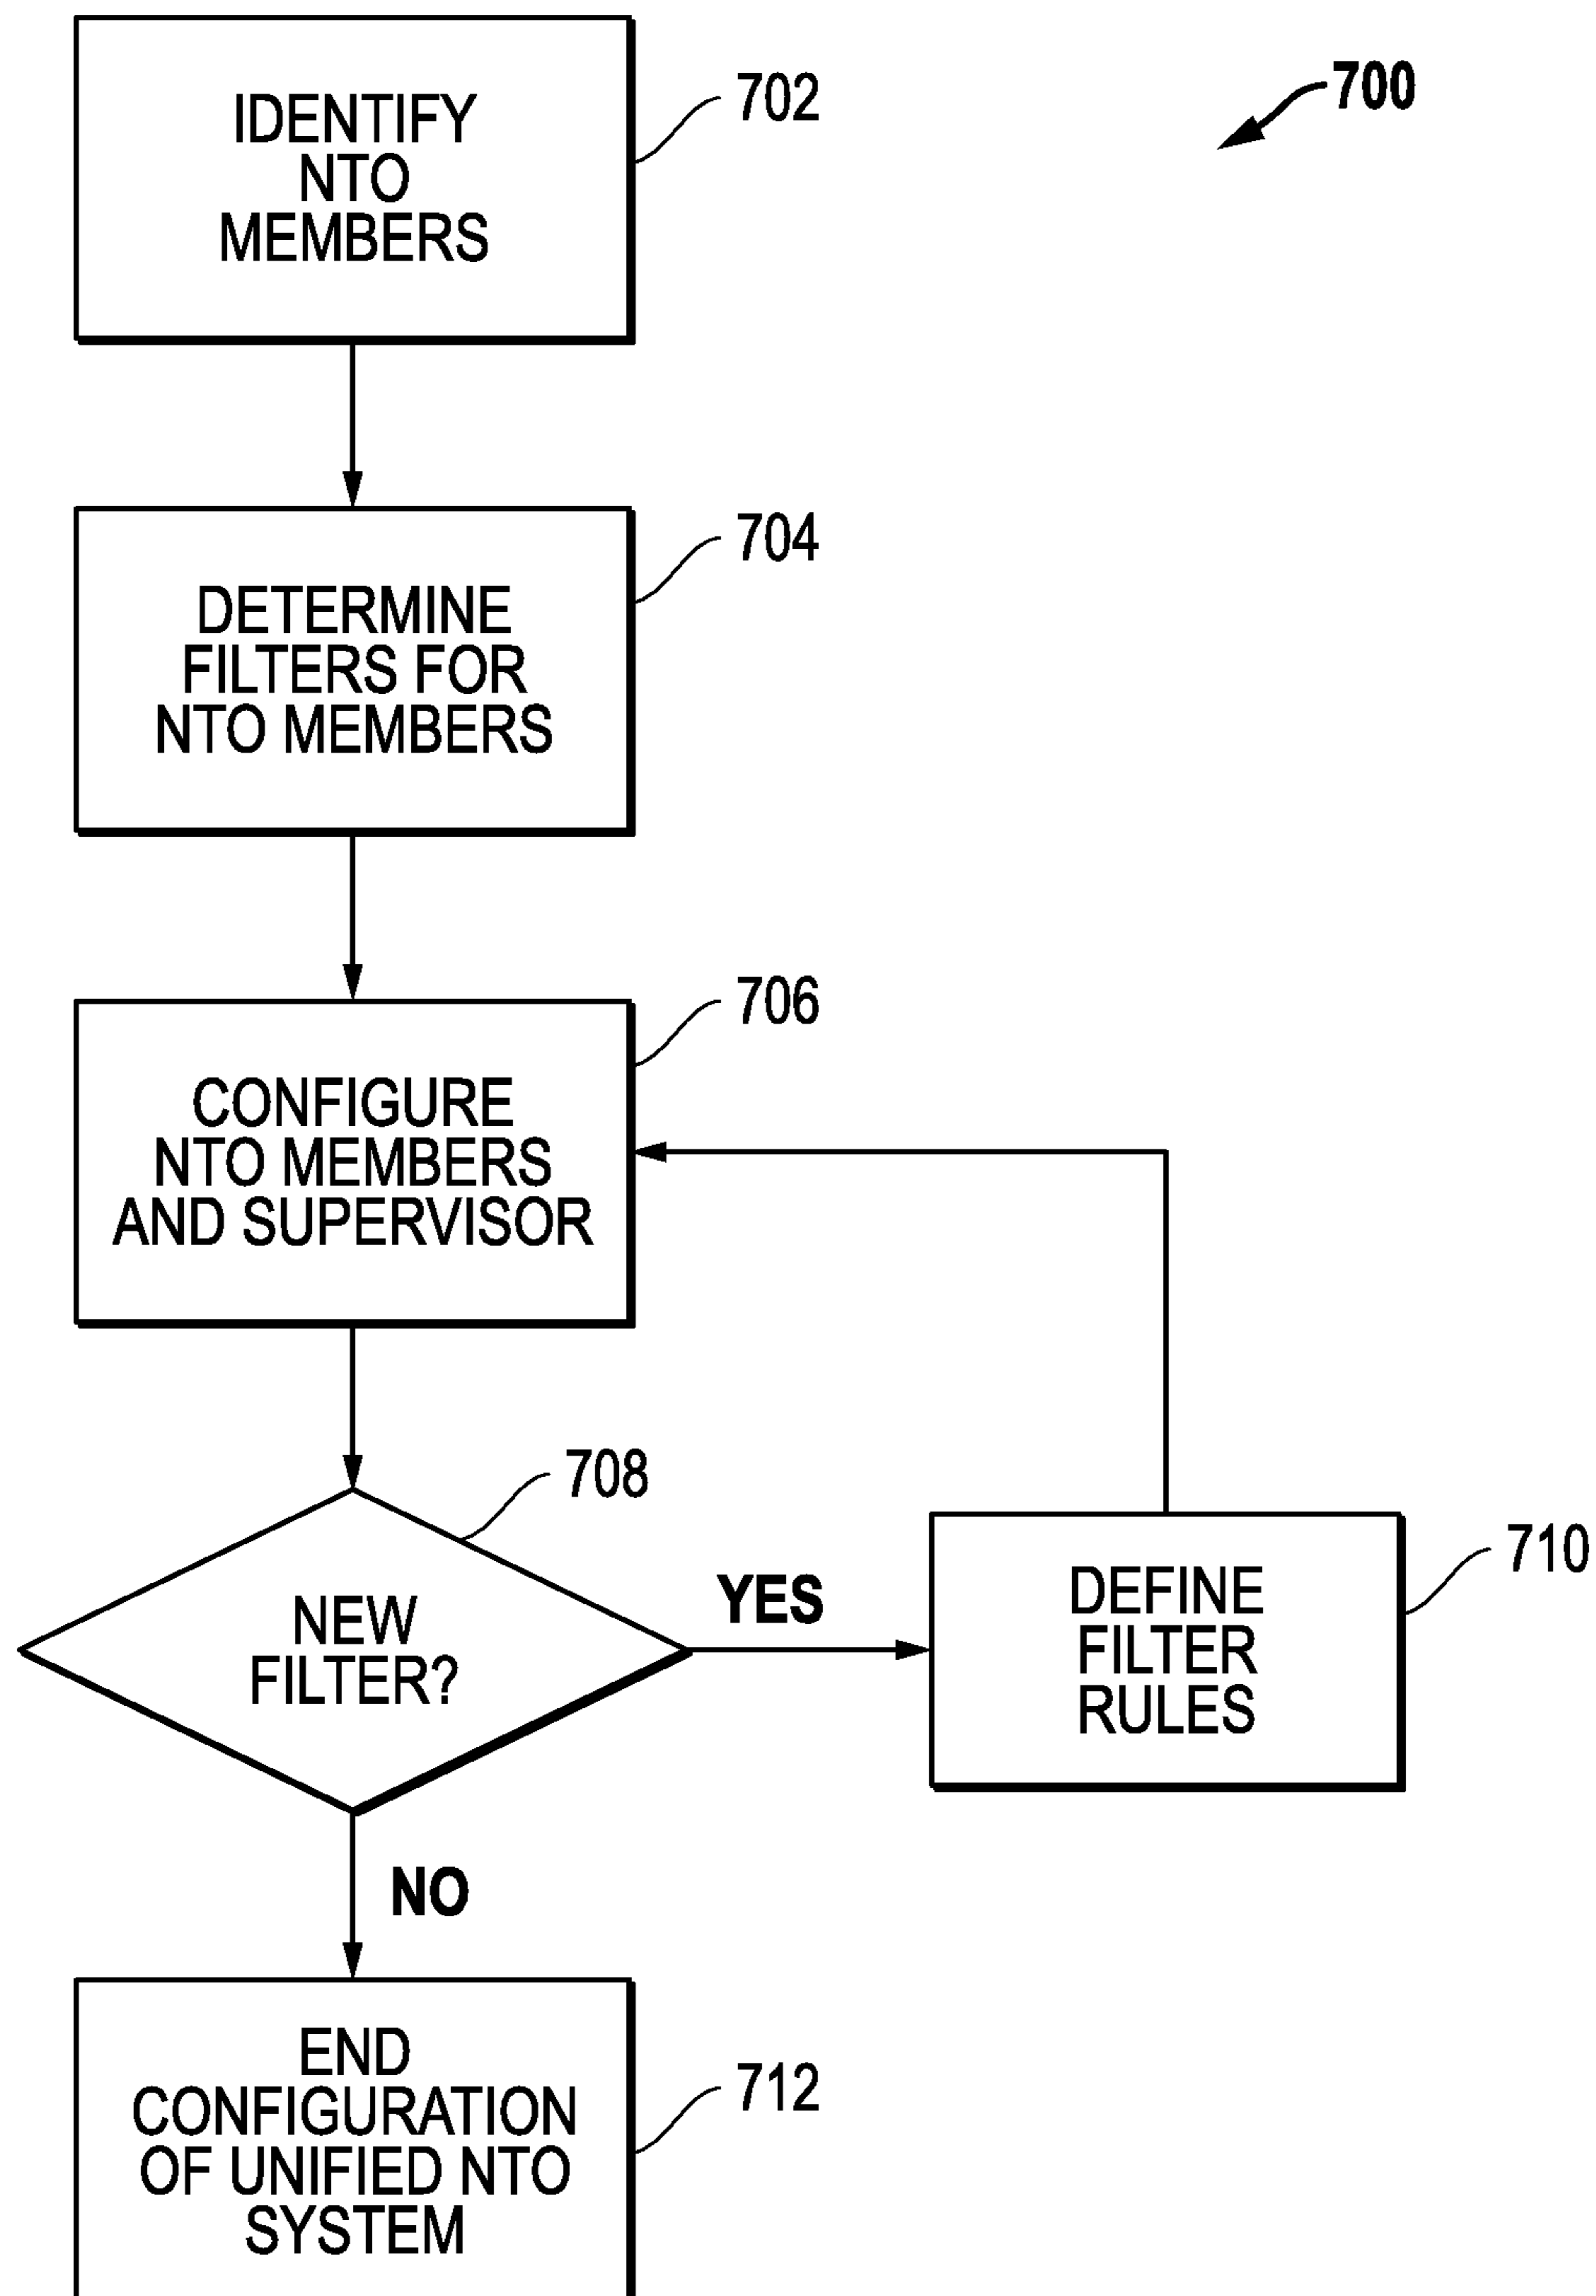 700
IDENTIFY
NTO
MEMBERS
702
DETERMINE
FILTERS FOR
NTO MEMBERS
704
CONFIGURE
NTO MEMBERS
AND SUPERVISOR
706
NEW
FILTER?
708
YES
DEFINE
FILTER
RULES
710
NO
END
CONFIGURATION
OF UNIFIED NTO
SYSTEM
712